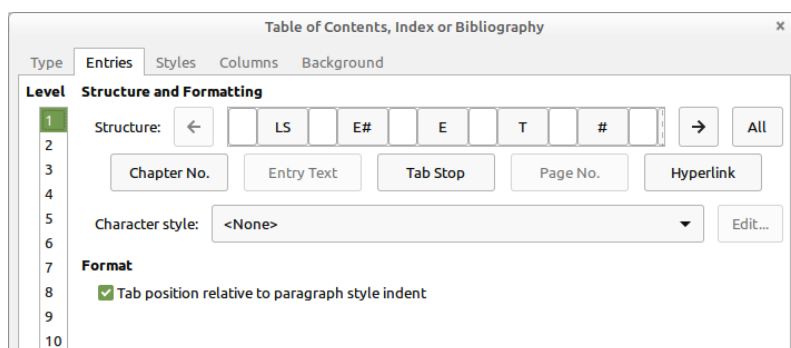 Table of Contents, Index or Bibliography ×
Type Entries Styles Columns Background
Level Structure and Formatting
1 Structure: ← LS E# E T # → All
2
3 Chapter No. Entry Text Tab Stop Page No. Hyperlink
4
5 Character style: <None> Edit...
6
7 Format
8 Tab position relative to paragraph style indent
9
10